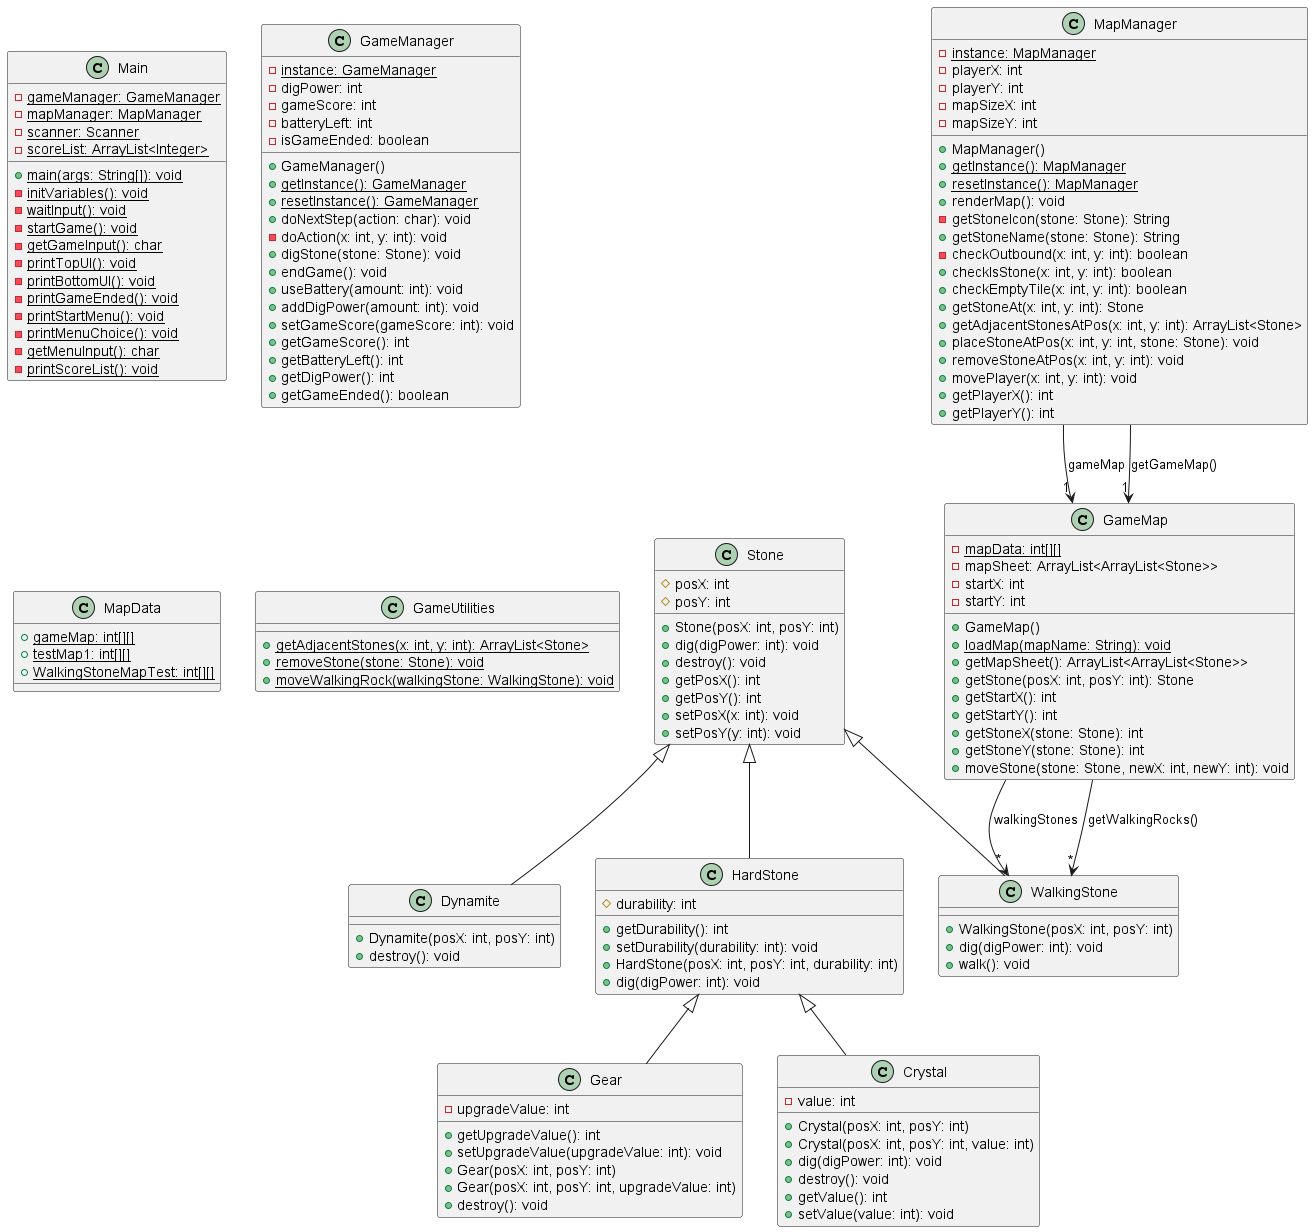 C Main
gameManager: GameManager
mapManager: MapManager
scanner: Scanner
scoreList: ArrayList<Integer>
main(args: String[]): void
initVariables(): void
waitInput(): void
startGame(): void
getGameInput(): char
printTopUI(): void
printBottomUI(): void
printGameEnded(): void
printStartMenu(): void
printMenuChoice(): void
getMenuInput(): char
printScoreList(): void
C GameManager
instance: GameManager
digPower: int
gameScore: int
batteryLeft: int
isGameEnded: boolean
GameManager()
getInstance(): GameManager
resetInstance(): GameManager
doNextStep(action: char): void
doAction(x: int, y: int): void
digStone(stone: Stone): void
endGame(): void
useBattery(amount: int): void
addDigPower(amount: int): void
setGameScore(gameScore: int): void
getGameScore(): int
getBatteryLeft(): int
getDigPower(): int
getGameEnded(): boolean
C MapManager
instance: MapManager
playerX: int
playerY: int
mapSizeX: int
mapSizeY: int
MapManager()
getInstance(): MapManager
resetInstance(): MapManager
renderMap(): void
getStoneIcon(stone: Stone): String
getStoneName(stone: Stone): String
checkOutbound(x: int, y: int): boolean
checkIsStone(x: int, y: int): boolean
checkEmptyTile(x: int, y: int): boolean
getStoneAt(x: int, y: int): Stone
getAdjacentStonesAtPos(x: int, y: int): ArrayList<Stone>
placeStoneAtPos(x: int, y: int, stone: Stone): void
removeStoneAtPos(x: int, y: int): void
movePlayer(x: int, y: int): void
getPlayerX(): int
getPlayerY(): int
gameMap
getGameMap()
1
1
C MapData
gameMap: int[][]
testMap1: int[][]
WalkingStoneMapTest: int[][]
C GameUtilities
getAdjacentStones(x: int, y: int): ArrayList<Stone>
removeStone(stone: Stone): void
moveWalkingRock(walkingStone: WalkingStone): void
C Stone
posX: int
posY: int
Stone(posX: int, posY: int)
dig(digPower: int): void
destroy(): void
getPosX(): int
getPosY(): int
setPosX(x: int): void
setPosY(y: int): void
C GameMap
mapData: int[][]
mapSheet: ArrayList<ArrayList<Stone>>
startX: int
startY: int
GameMap()
loadMap(mapName: String): void
getMapSheet(): ArrayList<ArrayList<Stone>>
getStone(posX: int, posY: int): Stone
getStartX(): int
getStartY(): int
getStoneX(stone: Stone): int
getStoneY(stone: Stone): int
moveStone(stone: Stone, newX: int, newY: int): void
walkingStones
getWalkingRocks()
*
*
C Dynamite
Dynamite(posX: int, posY: int)
destroy(): void
C HardStone
durability: int
getDurability(): int
setDurability(durability: int): void
HardStone(posX: int, posY: int, durability: int)
dig(digPower: int): void
C WalkingStone
WalkingStone(posX: int, posY: int)
dig(digPower: int): void
walk(): void
C Gear
upgradeValue: int
getUpgradeValue(): int
setUpgradeValue(upgradeValue: int): void
Gear(posX: int, posY: int)
Gear(posX: int, posY: int, upgradeValue: int)
destroy(): void
C Crystal
value: int
Crystal(posX: int, posY: int)
Crystal(posX: int, posY: int, value: int)
dig(digPower: int): void
destroy(): void
getValue(): int
setValue(value: int): void